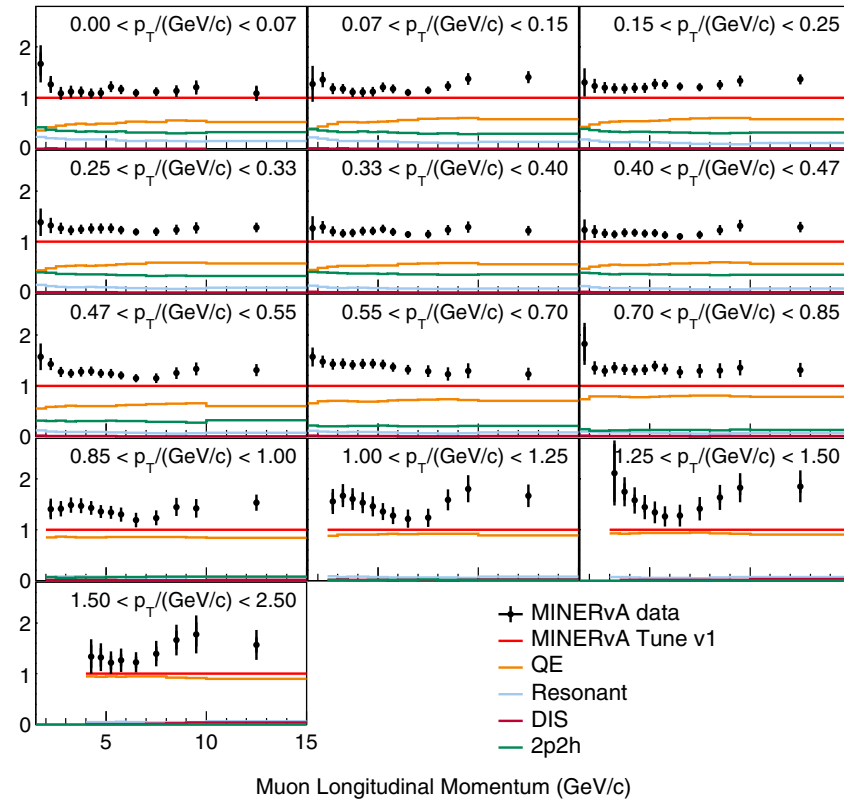 0.00 < p_T/(GeV/c) < 0.07
0.07 < p_T/(GeV/c) < 0.15
0.15 < p_T/(GeV/c) < 0.25
2
1
0
0.25 < p_T/(GeV/c) < 0.33
0.33 < p_T/(GeV/c) < 0.40
0.40 < p_T/(GeV/c) < 0.47
2
1
0
0.47 < p_T/(GeV/c) < 0.55
0.55 < p_T/(GeV/c) < 0.70
0.70 < p_T/(GeV/c) < 0.85
2
1
0
0.85 < p_T/(GeV/c) < 1.00
1.00 < p_T/(GeV/c) < 1.25
1.25 < p_T/(GeV/c) < 1.50
2
1
0
1.50 < p_T/(GeV/c) < 2.50
2
1
0
5 10 15
MINERvA data
MINERvA Tune v1
QE
Resonant
DIS
2p2h
Muon Longitudinal Momentum (GeV/c)